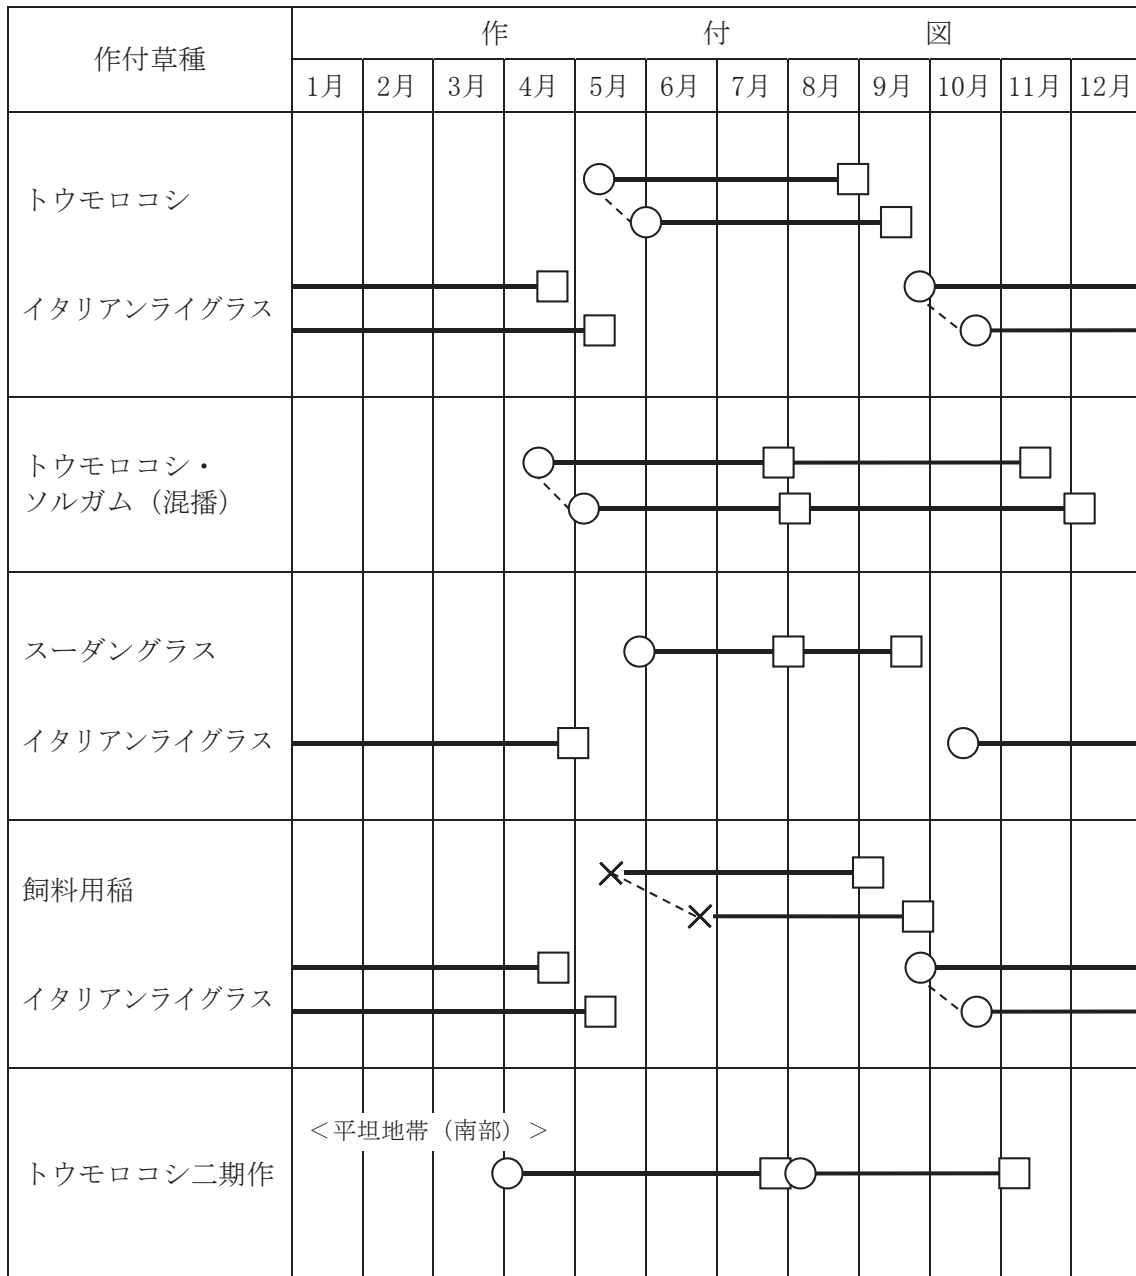 作付草種
作付図
1月 2月 3月 4月 5月 6月 7月 8月 9月 10月 11月 12月
トウモロコシ
イタリアンライグラス
トウモロコシ・
ソルガム（混播）
スーダングラス
イタリアンライグラス
飼料用稲
イタリアンライグラス
＜平坦地帯（南部）＞
トウモロコシ二期作